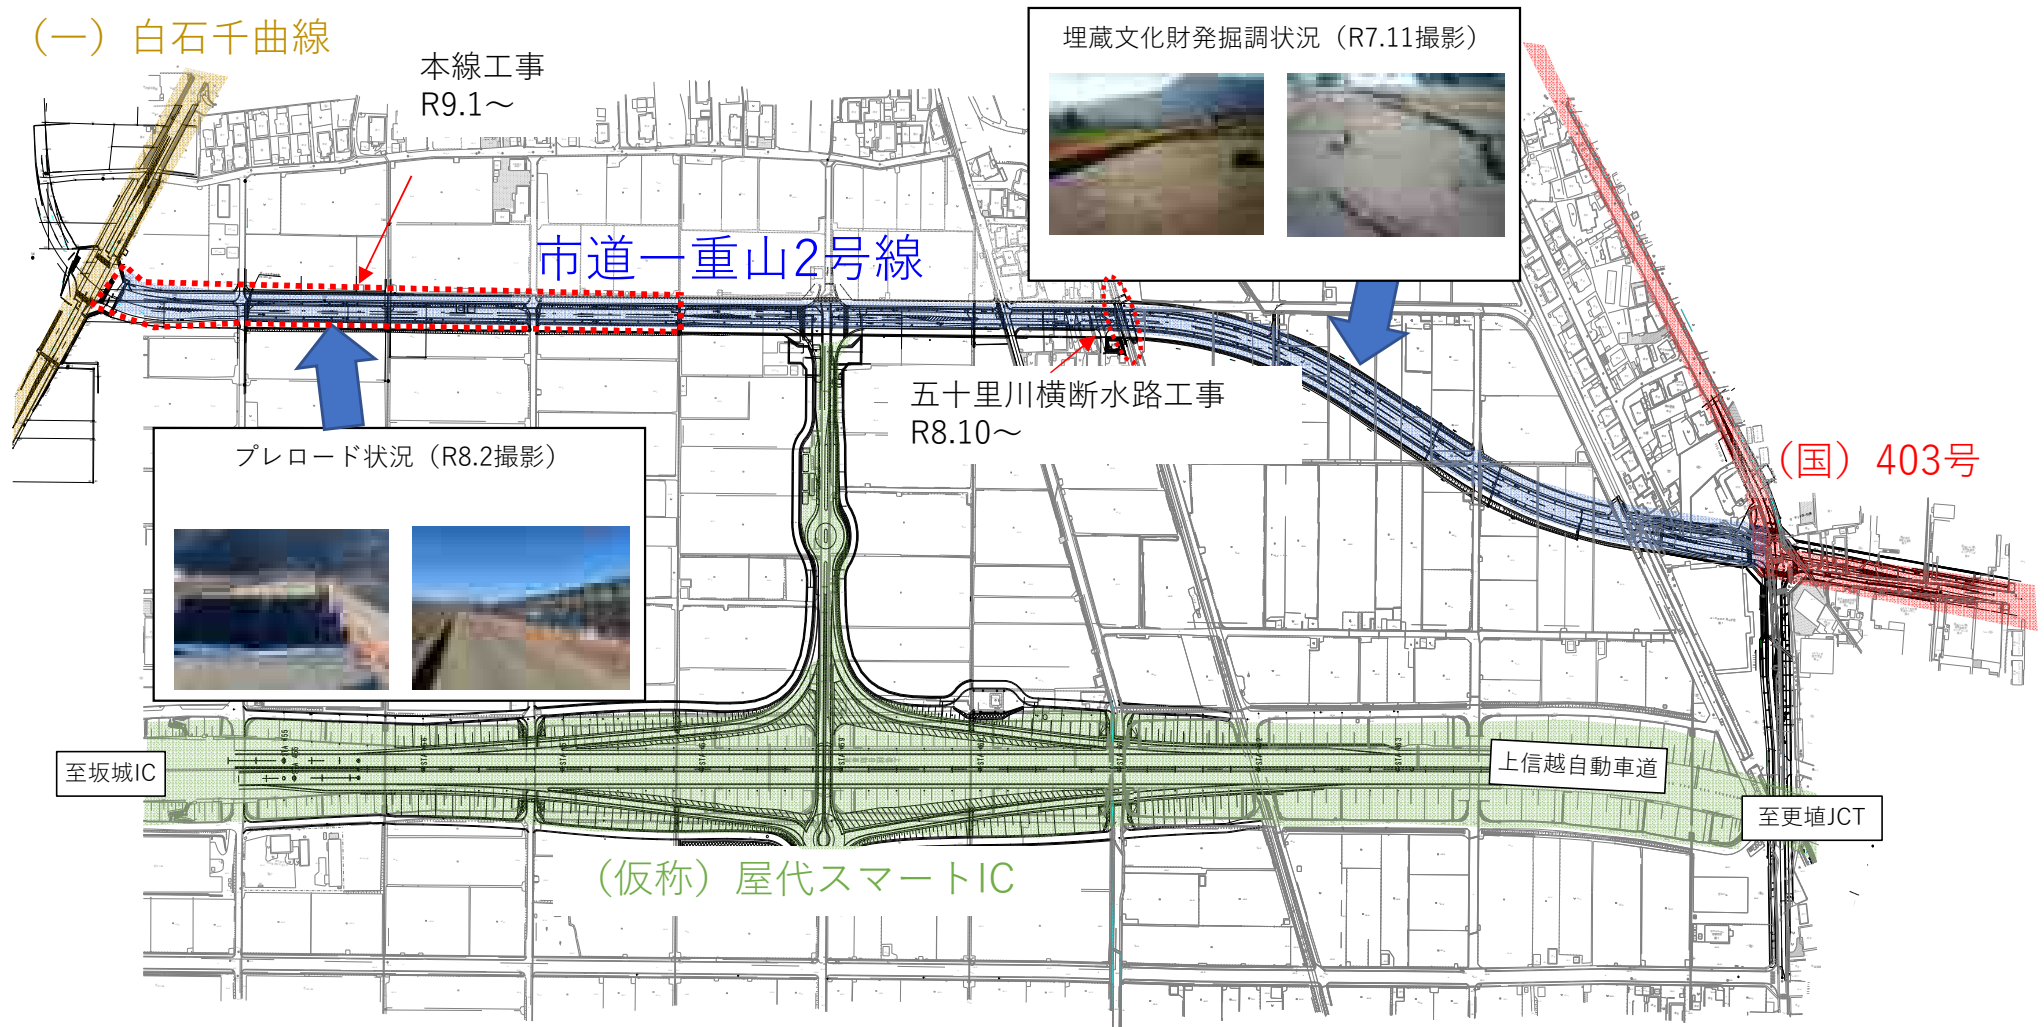 （一）白石千曲線
本線工事
R9.1～
埋蔵文化財発掘調状況（R7.11撮影）
市道一重山2号線
五十里川横断水路工事
R8.10～
プレロード状況（R8.2撮影）
（国）403号
至坂城IC
上信越自動車道
至更埴JCT
（仮称）屋代スマートIC